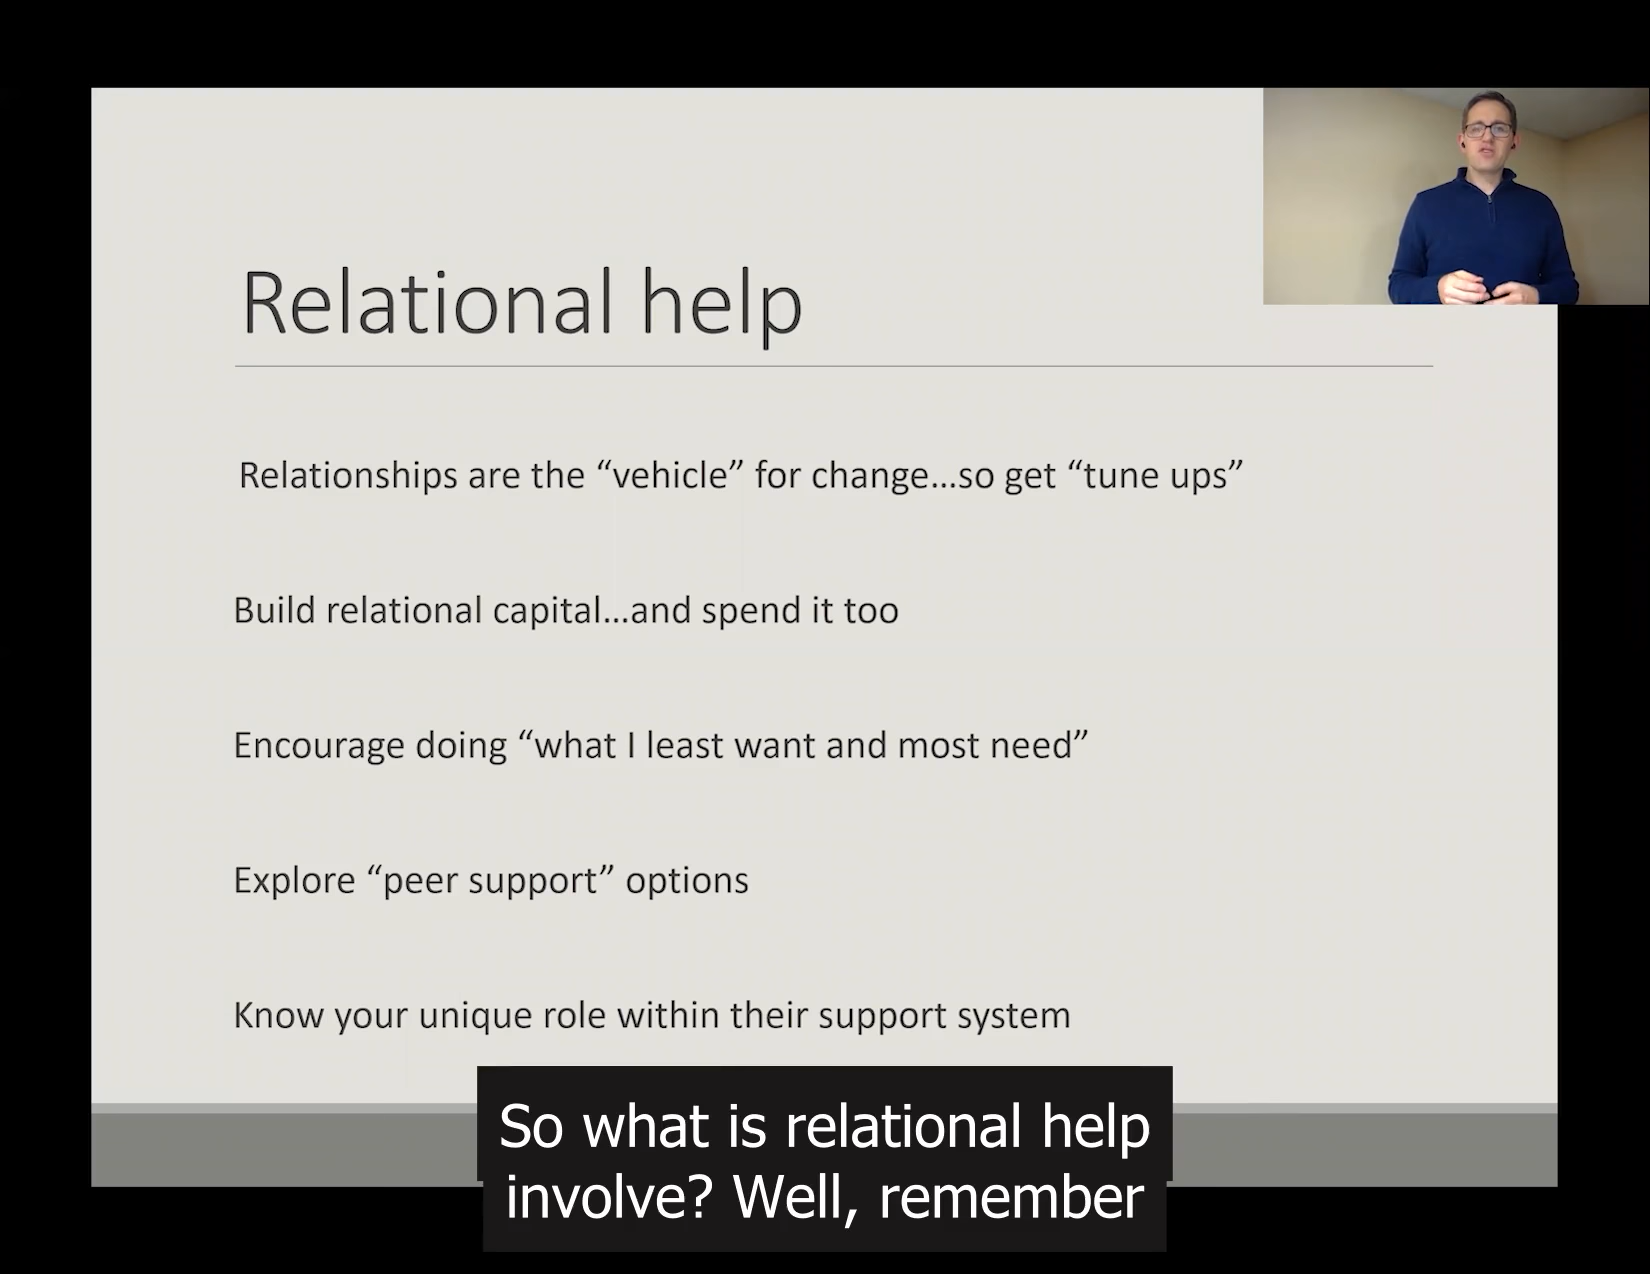 Relational help
Relationships are the “vehicle” for change…so get “tune ups”
Build relational capital…and spend it too
Encourage doing “what I least want and most need”
Explore “peer support” options
Know your unique role within their support system
So what is relational help
involve? Well, remember